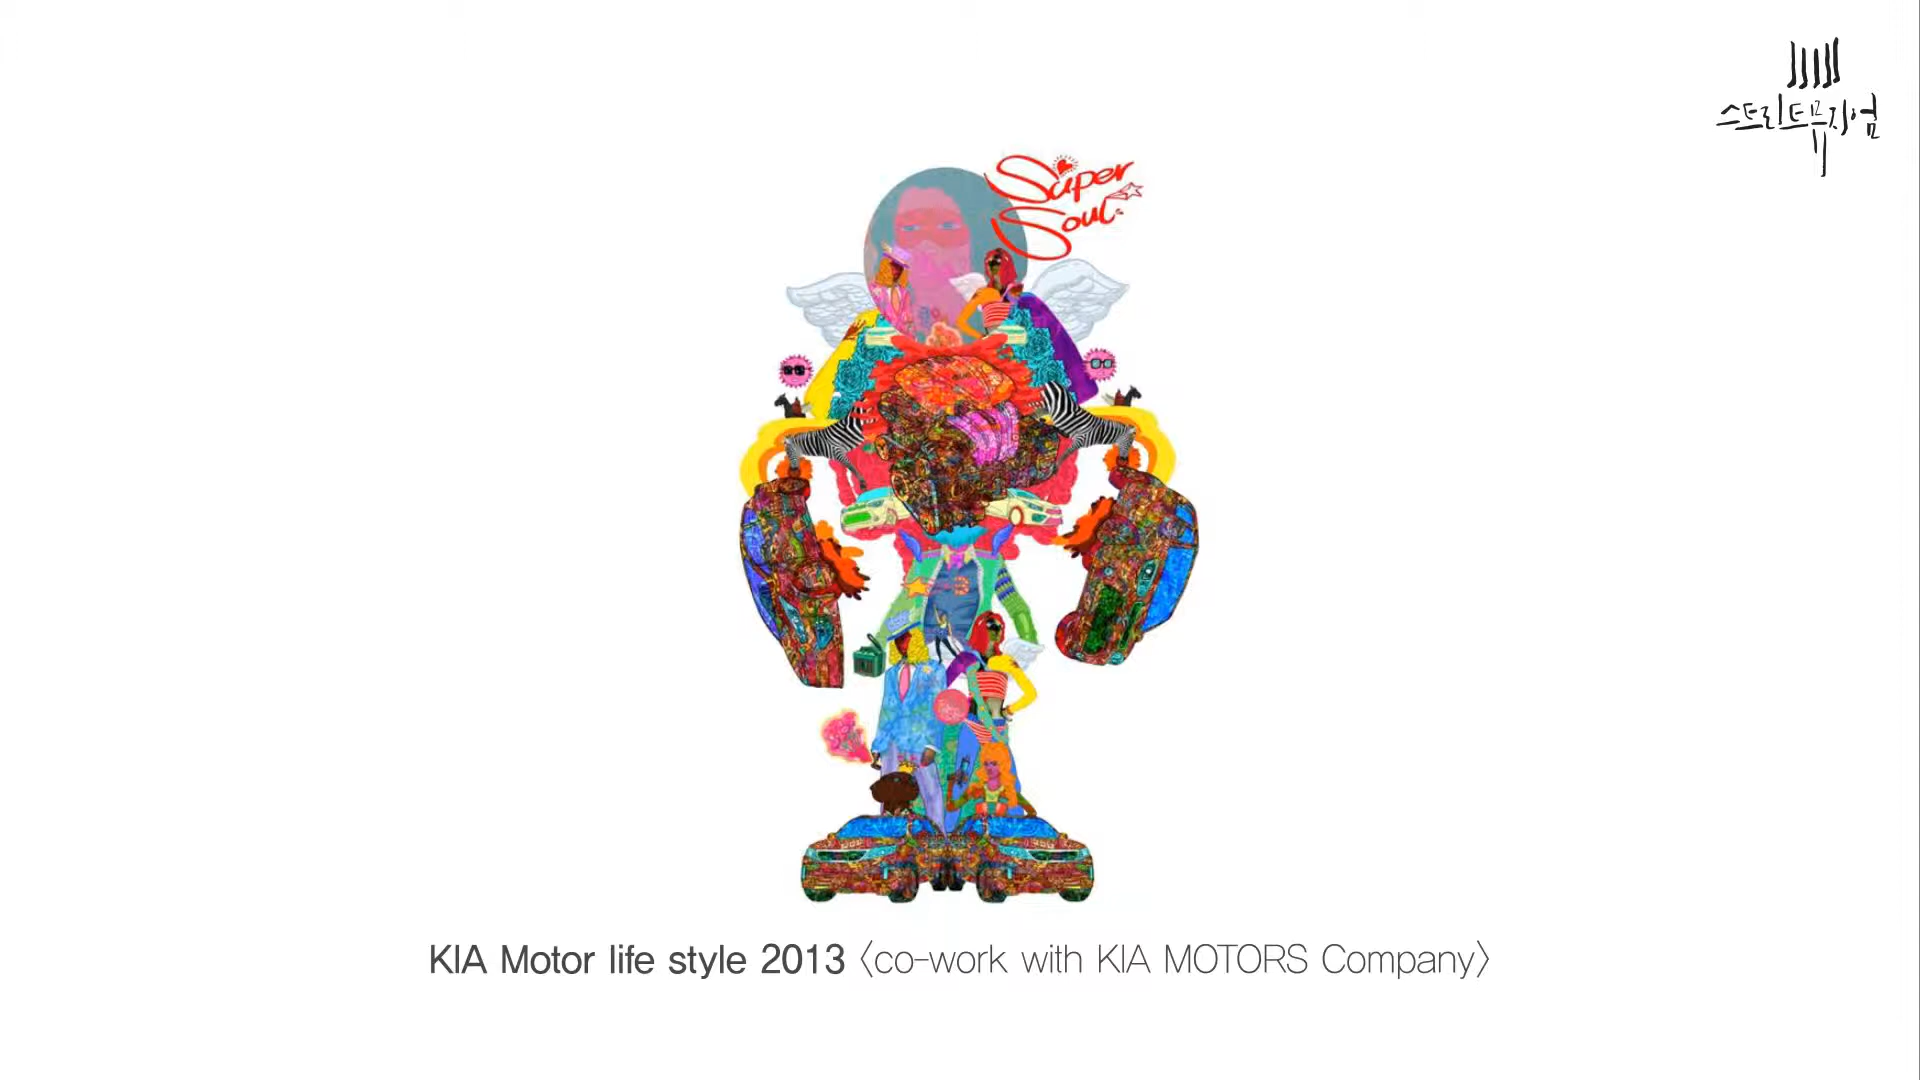 스트리트뮤지엄
Super
Soul
KIA Motor life style 2013 〈co-work with KIA MOTORS Company〉